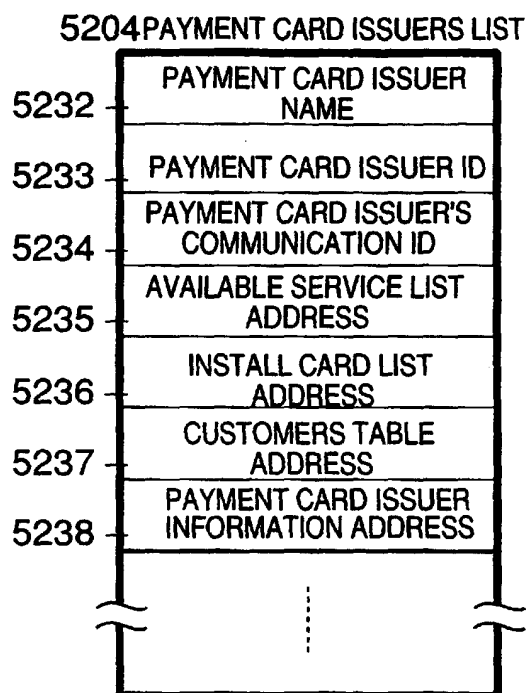 5204 PAYMENT CARD ISSUERS LIST
5232 PAYMENT CARD ISSUER
NAME
5233 PAYMENT CARD ISSUER ID
PAYMENT CARD ISSUER'S
5234 COMMUNICATION ID
AVAILABLE SERVICE LIST
5235 ADDRESS
INSTALL CARD LIST
5236 ADDRESS
CUSTOMERS TABLE
5237 ADDRESS
PAYMENT CARD ISSUER
5238 INFORMATION ADDRESS